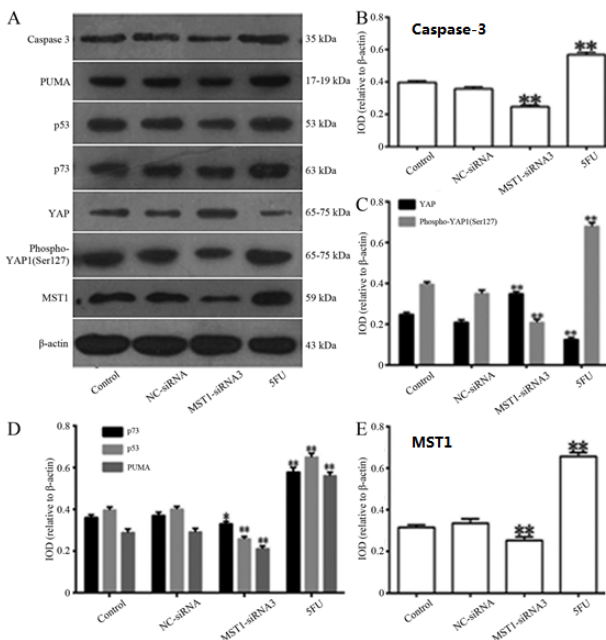 A
Caspase 3
35 kDa
PUMA
17-19 kDa
p53
53 kDa
p73
63 kDa
YAP
65-75 kDa
Phospho-
YAP1(Ser127)
65-75 kDa
MST1
59 kDa
β-actin
43 kDa
Control
NC-siRNA
MST1-siRNA3
5FU
B
Caspase-3
IOD (relative to β-actin)
0.6
0.4
0.2
0
**
**
Control
NC-siRNA
MST1-siRNA3
5FU
C
YAP
Phospho-YAP1(Ser127)
IOD (relative to β-actin)
0.8
0.6
0.4
0.2
0
**
**
**
**
Control
NC-siRNA
MST1-siRNA3
5FU
D
p73
p53
PUMA
IOD (relative to β-actin)
0.8
0.6
0.4
0.2
0
*
**
**
**
**
**
Control
NC-siRNA
MST1-siRNA3
5FU
E
MST1
IOD (relative to β-actin)
0.8
0.6
0.4
0.2
0
**
**
Control
NC-siRNA
MST1-siRNA3
5FU